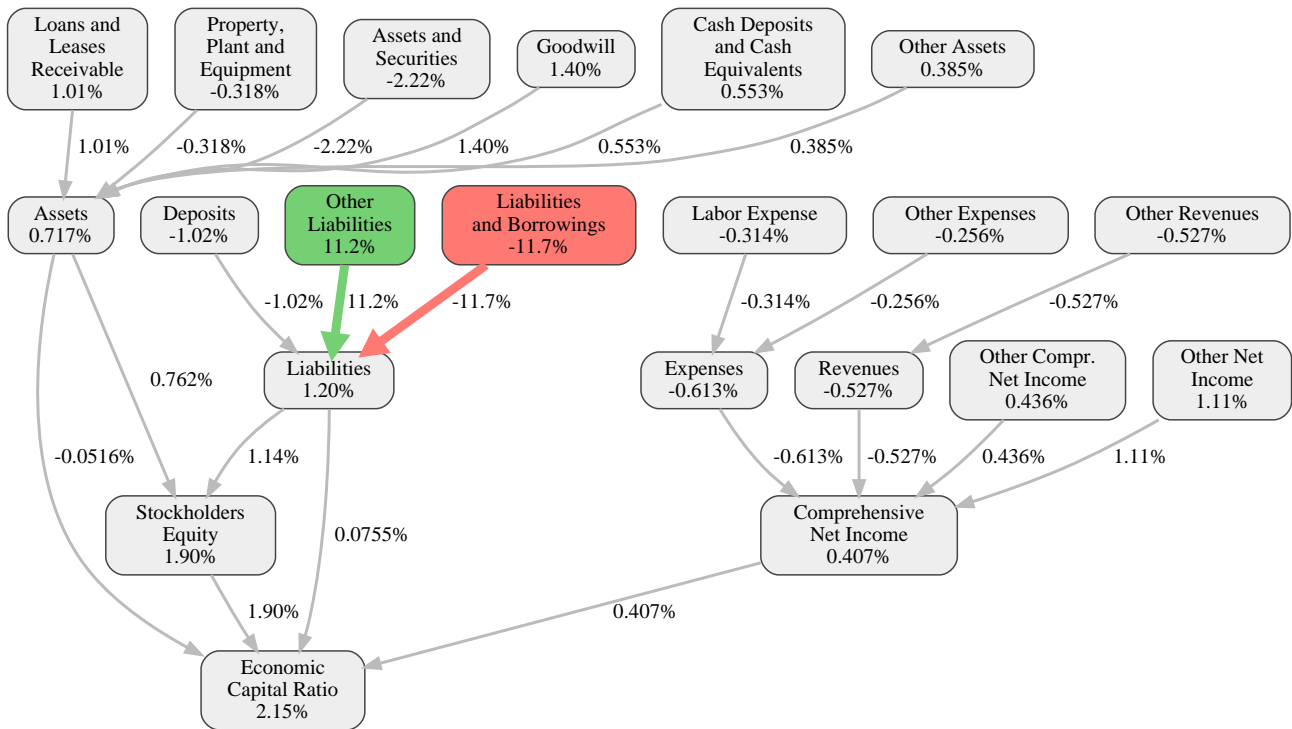 Loans and
Leases
Receivable
1.01%
Property,
Plant and
Equipment
-0.318%
Assets and
Securities
-2.22%
Goodwill
1.40%
Cash Deposits
and Cash
Equivalents
0.553%
Other Assets
0.385%
1.01%
-0.318%
-2.22%
1.40%
0.553%
0.385%
Assets
0.717%
Deposits
-1.02%
Other
Liabilities
11.2%
Liabilities
and Borrowings
-11.7%
Labor Expense
-0.314%
Other Expenses
-0.256%
Other Revenues
-0.527%
-1.02%
11.2%
-11.7%
-0.314%
-0.256%
-0.527%
Liabilities
1.20%
Expenses
-0.613%
Revenues
-0.527%
Other Compr.
Net Income
0.436%
Other Net
Income
1.11%
0.762%
-0.0516%
1.14%
-0.613%
-0.527%
0.436%
1.11%
Stockholders
Equity
1.90%
0.0755%
Comprehensive
Net Income
0.407%
1.90%
0.407%
Economic
Capital Ratio
2.15%